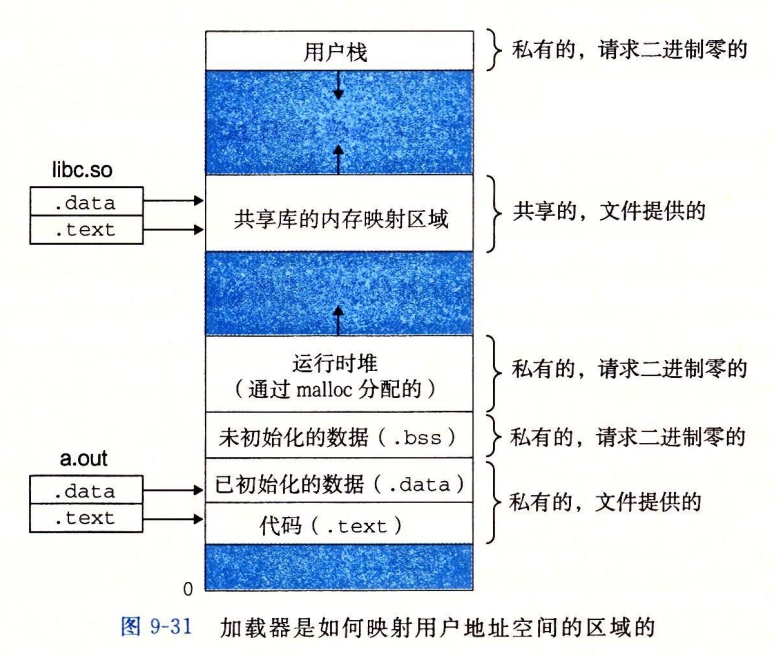 用户栈
私有的，请求二进制零的
libc.so
.data
.text
共享库的内存映射区域
共享的，文件提供的
运行时堆
（通过 malloc 分配的）
私有的，请求二进制零的
未初始化的数据（.bss）
私有的，请求二进制零的
a.out
.data
.text
已初始化的数据（.data）
代码（.text）
私有的，文件提供的
0
图 9-31 加载器是如何映射用户地址空间的区域的